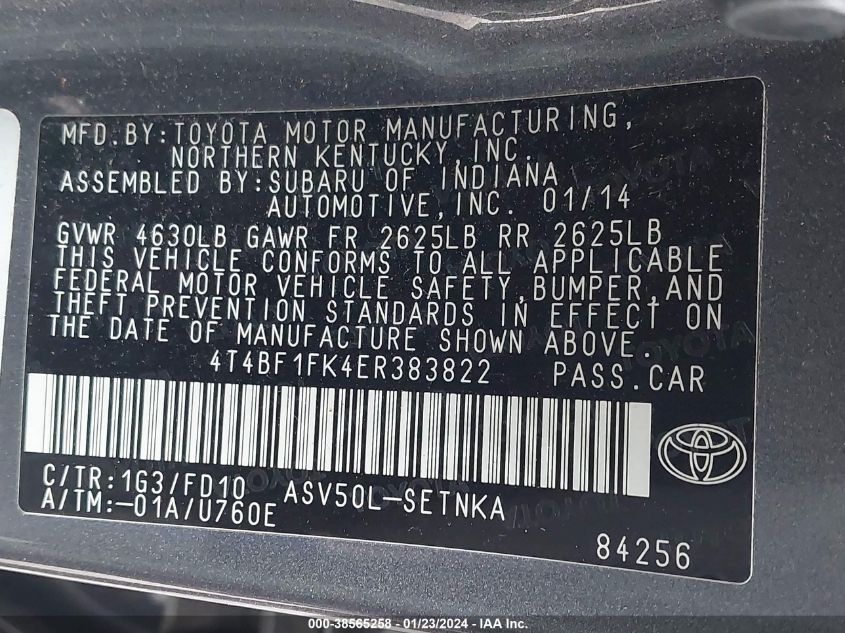 MFD.BY:TOYOTA MOTOR MANUFACTURING,
NORTHERN KENTUCKY,INC.
ASSEMBLED BY:SUBARU OF INDIANA
AUTOMOTIVE,INC. 01/14
GVWR 4630LB GAWR FR 2625LB RR 2625LB
THIS VEHICLE CONFORMS TO ALL APPLICABLE
FEDERAL MOTOR VEHICLE SAFETY,BUMPER,AND
THEFT PREVENTION STANDARDS IN EFFECT ON
THE DATE OF MANUFACTURE SHOWN ABOVE.
4T4BF1FK4ER383822 PASS.CAR
C/TR:1G3/FD10 ASV50L-SETNKA
A/TM:-01A/U760E
84256
000-38565258 - 01/23/2024 - IAAI.com